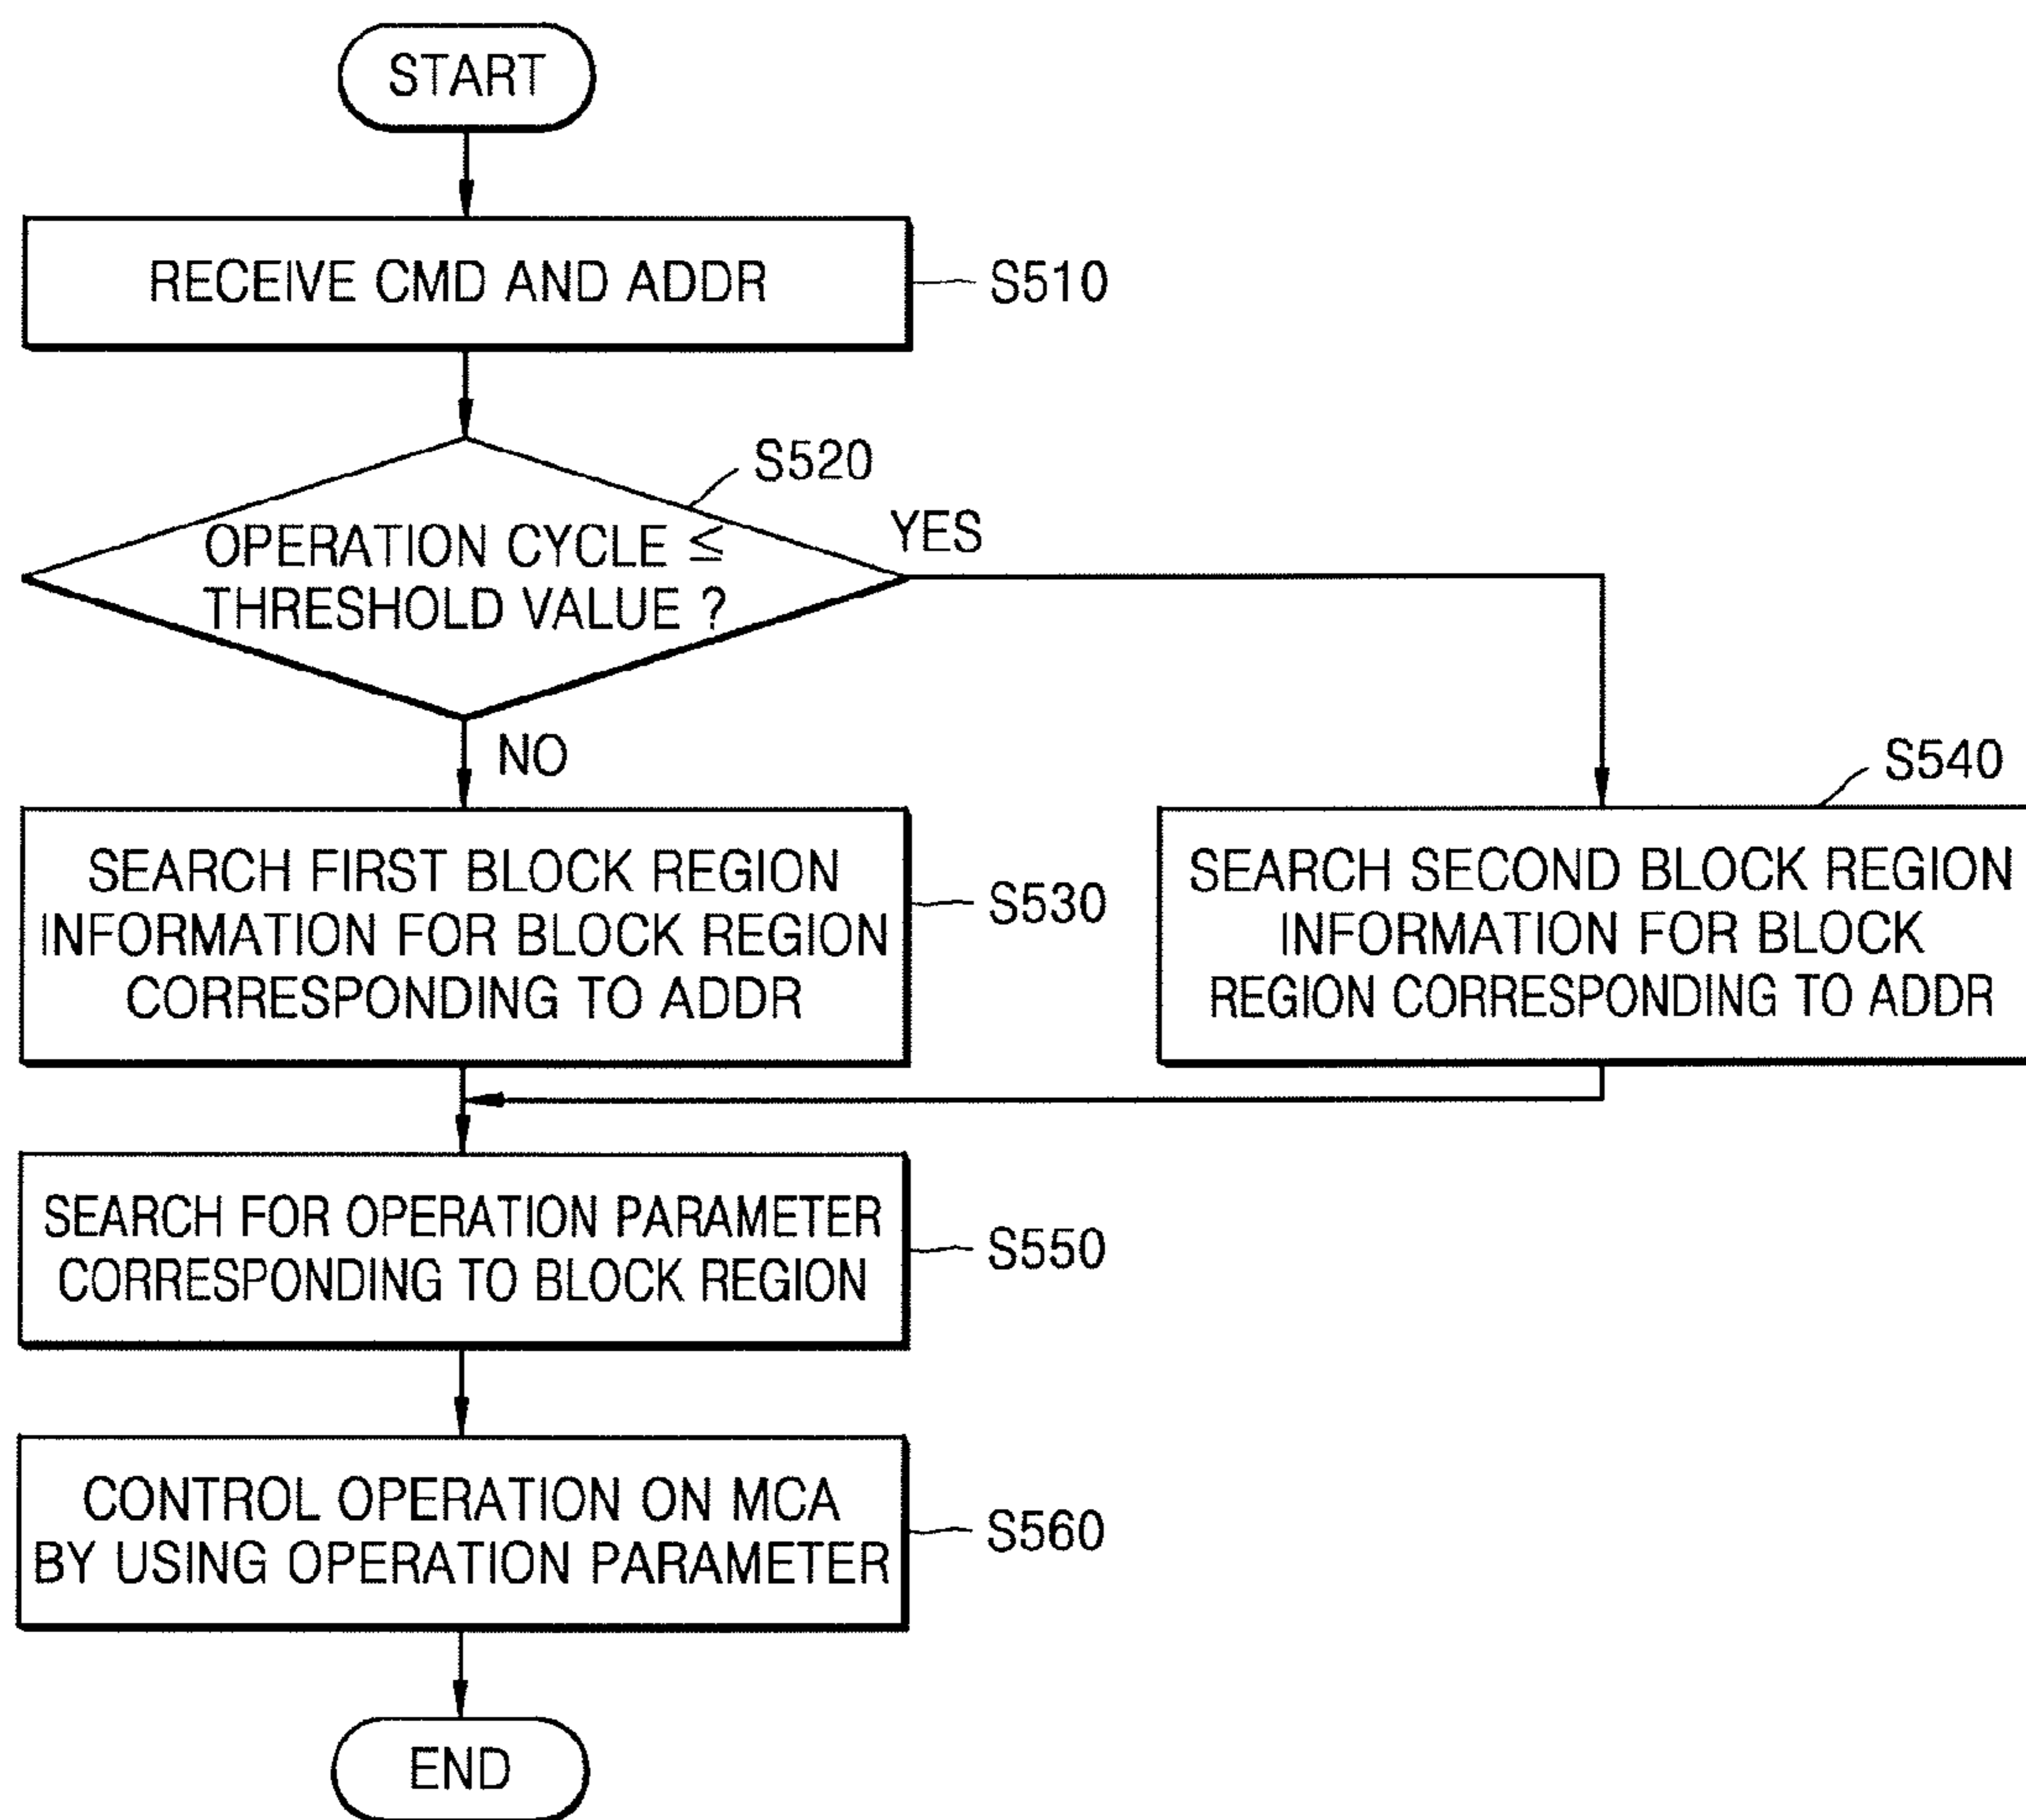 START
RECEIVE CMD AND ADDR
S510
S520
OPERATION CYCLE ≤
THRESHOLD VALUE ?
YES
NO
SEARCH FIRST BLOCK REGION
INFORMATION FOR BLOCK REGION
CORRESPONDING TO ADDR
S530
S540
SEARCH SECOND BLOCK REGION
INFORMATION FOR BLOCK
REGION CORRESPONDING TO ADDR
SEARCH FOR OPERATION PARAMETER
CORRESPONDING TO BLOCK REGION
S550
CONTROL OPERATION ON MCA
BY USING OPERATION PARAMETER
S560
END